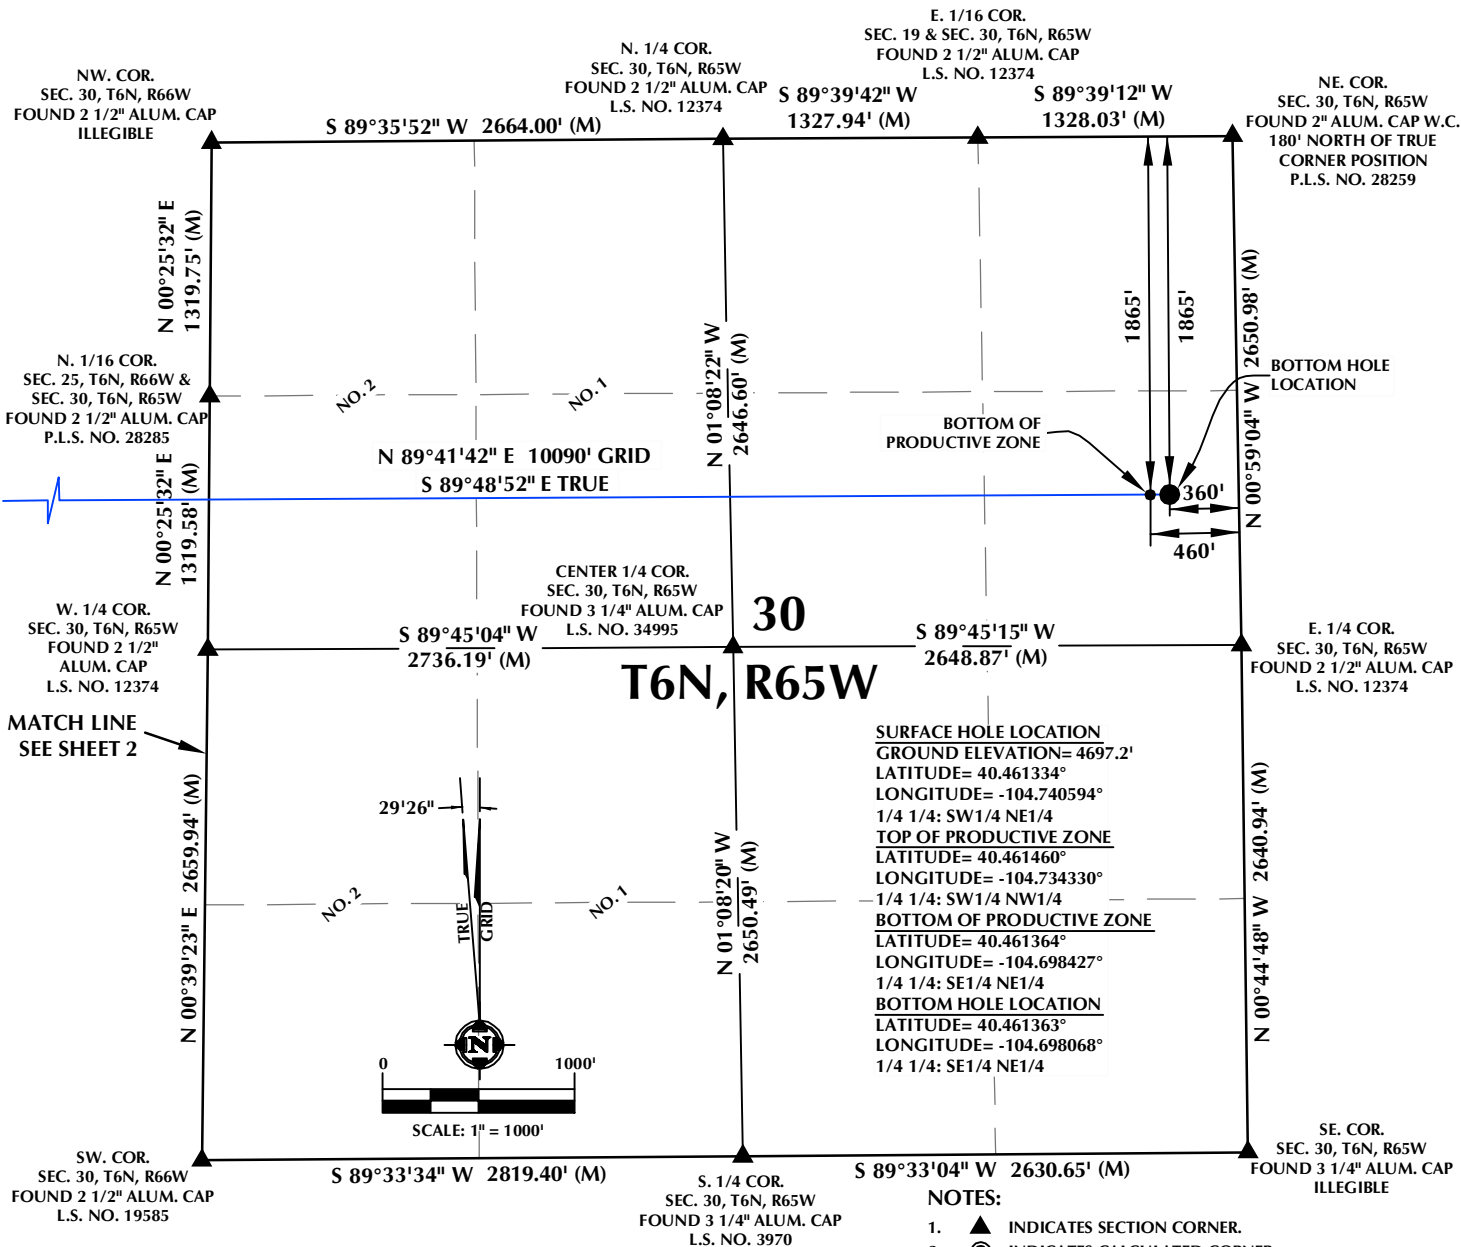 E. 1/16 COR.
SEC. 19 & SEC. 30, T6N, R65W
FOUND 2 1/2" ALUM. CAP
L.S. NO. 12374
N. 1/4 COR.
SEC. 30, T6N, R65W
FOUND 2 1/2" ALUM. CAP
L.S. NO. 12374
NW. COR.
SEC. 30, T6N, R66W
FOUND 2 1/2" ALUM. CAP
ILLEGIBLE
NE. COR.
SEC. 30, T6N, R65W
FOUND 2" ALUM. CAP W.C.
180' NORTH OF TRUE
CORNER POSITION
P.L.S. NO. 28259
S 89°35'52" W 2664.00' (M)
S 89°39'42" W
1327.94' (M)
S 89°39'12" W
1328.03' (M)
N 00°25'32" E
1319.75' (M)
N 01°08'22" W
2646.60' (M)
1865'
1865'
N 00°59'04" W 2650.98' (M)
N. 1/16 COR.
SEC. 25, T6N, R66W &
SEC. 30, T6N, R65W
FOUND 2 1/2" ALUM. CAP
P.L.S. NO. 28285
NO. 2
NO. 1
BOTTOM HOLE
LOCATION
BOTTOM OF
PRODUCTIVE ZONE
N 89°41'42" E 10090' GRID
S 89°48'52" E TRUE
N 00°25'32" E
1319.58' (M)
360'
460'
CENTER 1/4 COR.
SEC. 30, T6N, R65W
FOUND 3 1/4" ALUM. CAP
L.S. NO. 34995
30
T6N, R65W
W. 1/4 COR.
SEC. 30, T6N, R65W
FOUND 2 1/2"
ALUM. CAP
L.S. NO. 12374
S 89°45'04" W
2736.19' (M)
S 89°45'15" W
2648.87' (M)
E. 1/4 COR.
SEC. 30, T6N, R65W
FOUND 2 1/2" ALUM. CAP
L.S. NO. 12374
MATCH LINE
SEE SHEET 2
SURFACE HOLE LOCATION
GROUND ELEVATION= 4697.2'
LATITUDE= 40.461334°
LONGITUDE= -104.740594°
1/4 1/4: SW1/4 NE1/4
TOP OF PRODUCTIVE ZONE
LATITUDE= 40.461460°
LONGITUDE= -104.734330°
1/4 1/4: SW1/4 NW1/4
BOTTOM OF PRODUCTIVE ZONE
LATITUDE= 40.461364°
LONGITUDE= -104.698427°
1/4 1/4: SE1/4 NE1/4
BOTTOM HOLE LOCATION
LATITUDE= 40.461363°
LONGITUDE= -104.698068°
1/4 1/4: SE1/4 NE1/4
N 00°39'23" E 2659.94' (M)
29'26"
TRUE
GRID
N
NO. 2
NO. 1
N 01°08'20" W
2650.49' (M)
N 00°44'48" W 2640.94' (M)
0 1000'
SCALE: 1" = 1000'
SW. COR.
SEC. 30, T6N, R66W
FOUND 2 1/2" ALUM. CAP
L.S. NO. 19585
S 89°33'34" W 2819.40' (M)
S. 1/4 COR.
SEC. 30, T6N, R65W
FOUND 3 1/4" ALUM. CAP
L.S. NO. 3970
S 89°33'04" W 2630.65' (M)
SE. COR.
SEC. 30, T6N, R65W
FOUND 3 1/4" ALUM. CAP
ILLEGIBLE
NOTES:
1. INDICATES SECTION CORNER.